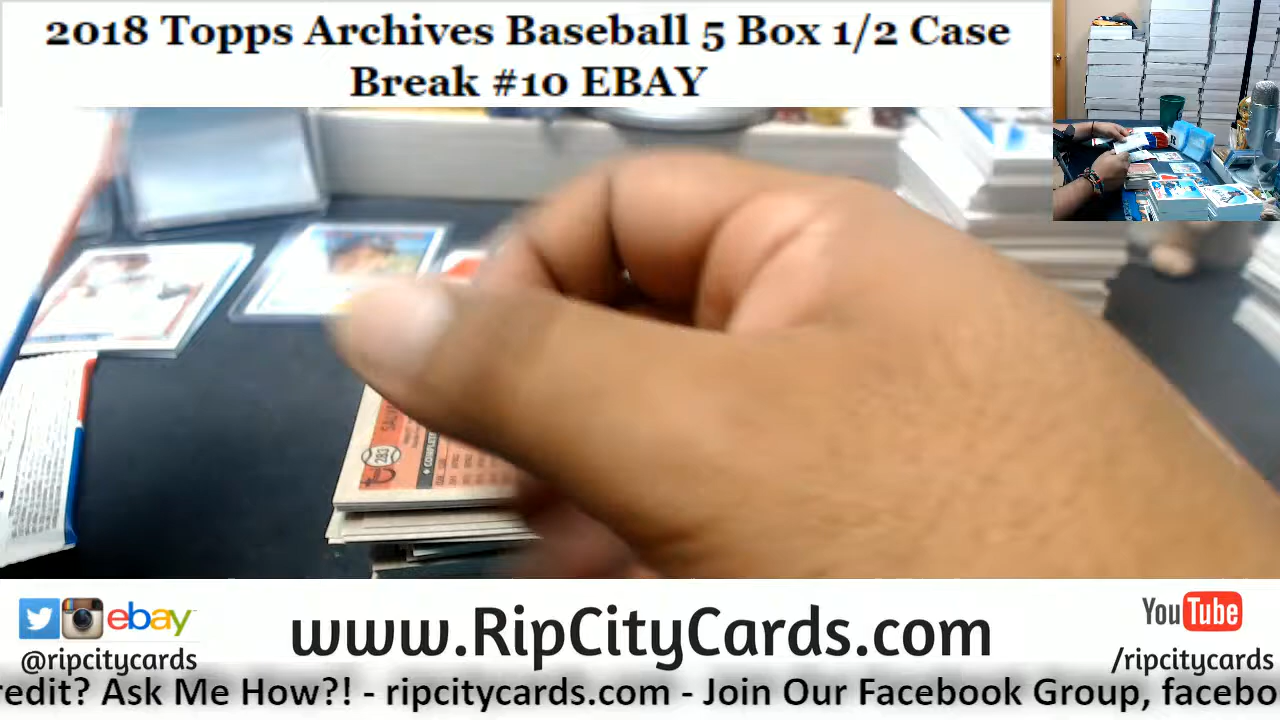 2018 Topps Archives Baseball 5 Box 1/2 Case
Break #10 EBAY
283
ebay
www.RipCityCards.com
YouTube
@ripcitycards
/ripcitycards
redit? Ask Me How?! - ripcitycards.com - Join Our Facebook Group, facebo